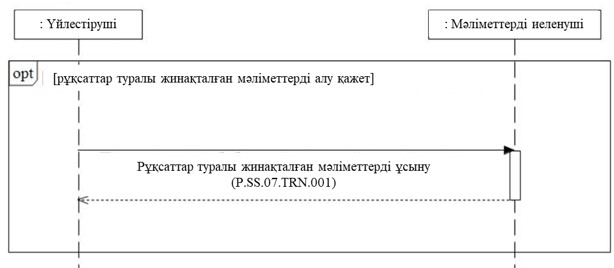 : Үйлестіруші
: Мәліметтерді иеленуші
opt
[рұқсаттар туралы жинақталған мәліметтерді алу қажет]
Рұқсаттар туралы жинақталған мәліметтерді ұсыну
(P.SS.07.TRN.001)